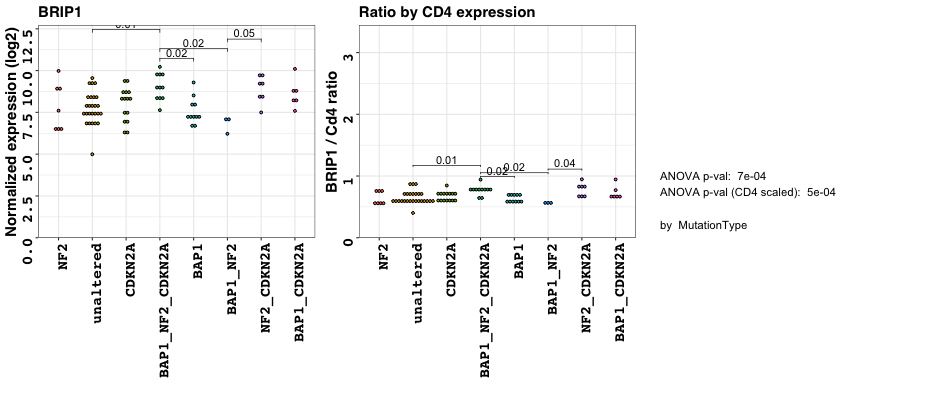 BRIP1
Normalized expression (log2)
12.5
10.0
7.5
5.0
2.5
0.0
0.01
0.02
0.02
0.05
NF2
unaltered
CDKN2A
BAP1_NF2_CDKN2A
BAP1
BAP1_NF2
NF2_CDKN2A
BAP1_CDKN2A
Ratio by CD4 expression
BRIP1 / Cd4 ratio
3
2
1
0
0.01
0.02
0.02
0.04
NF2
unaltered
CDKN2A
BAP1_NF2_CDKN2A
BAP1
BAP1_NF2
NF2_CDKN2A
BAP1_CDKN2A
ANOVA p-val: 7e-04
ANOVA p-val (CD4 scaled): 5e-04
by MutationType